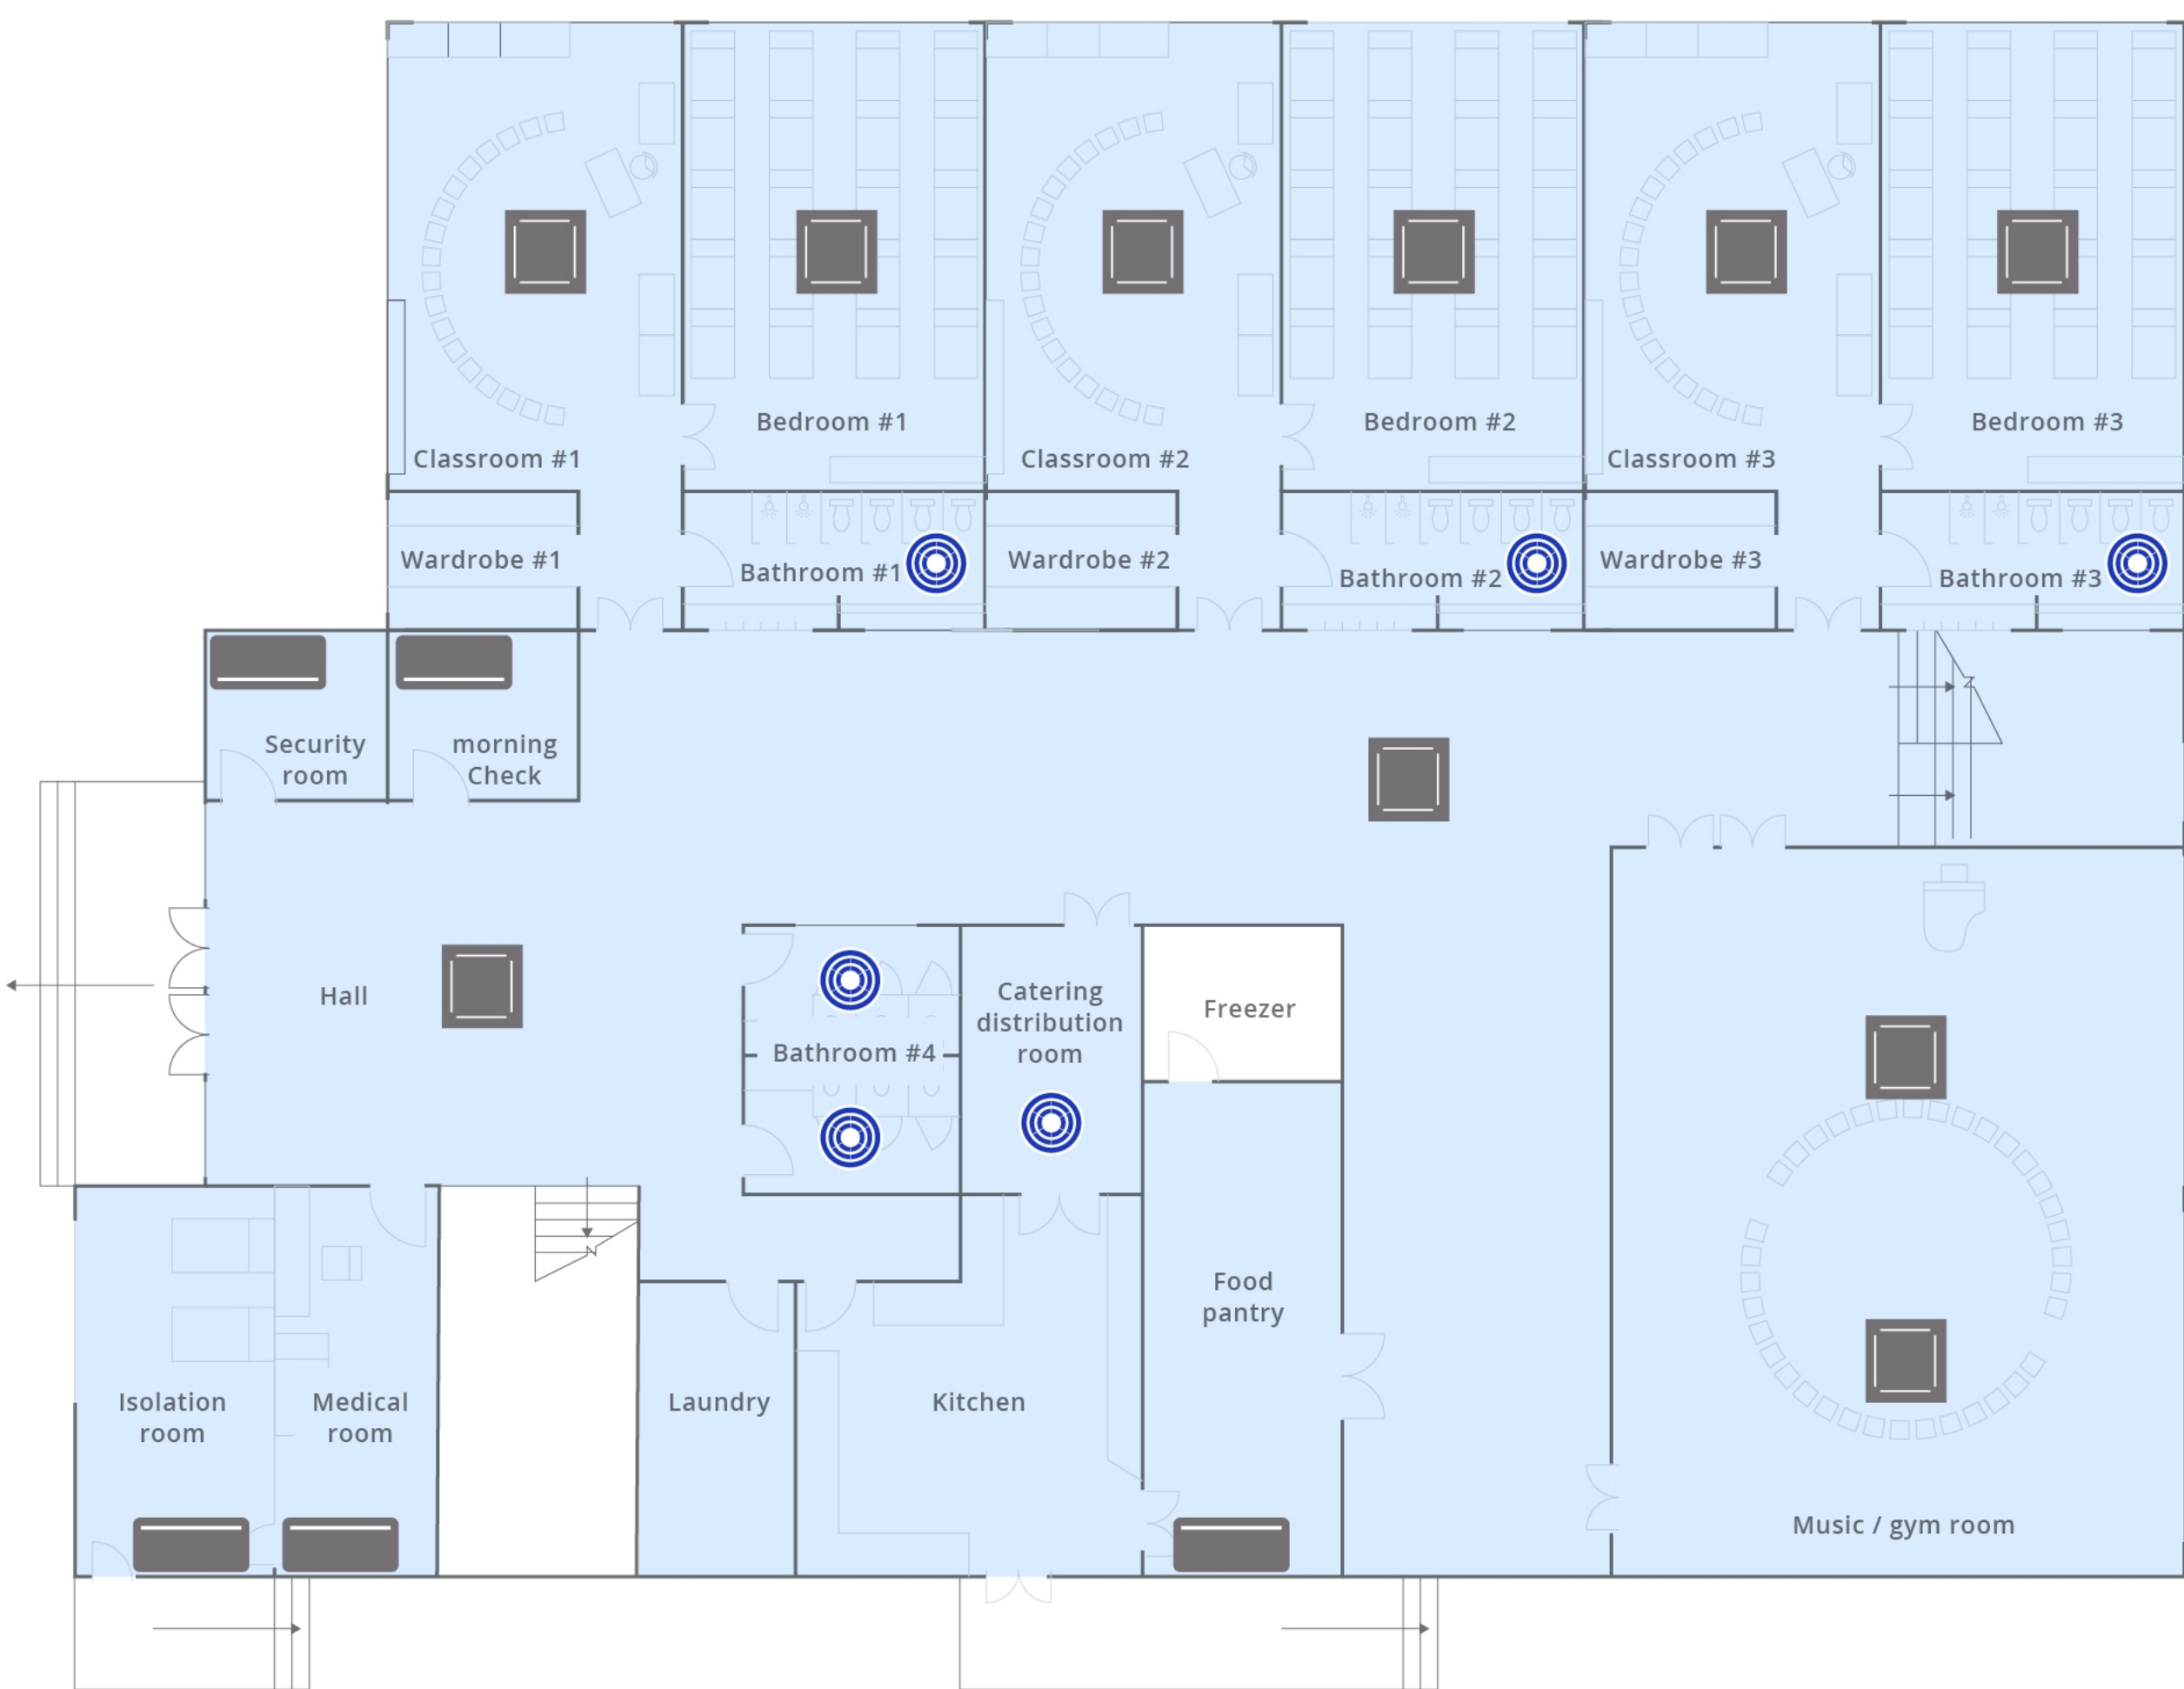 Bedroom #1
Bedroom #2
Bedroom #3
Classroom #1
Classroom #2
Classroom #3
Wardrobe #1
Bathroom #1
Wardrobe #2
Bathroom #2
Wardrobe #3
Bathroom #3
Security
room
morning
Check
Hall
Bathroom #4
Catering
distribution
room
Freezer
Food
pantry
Isolation
room
Medical
room
Laundry
Kitchen
Music / gym room